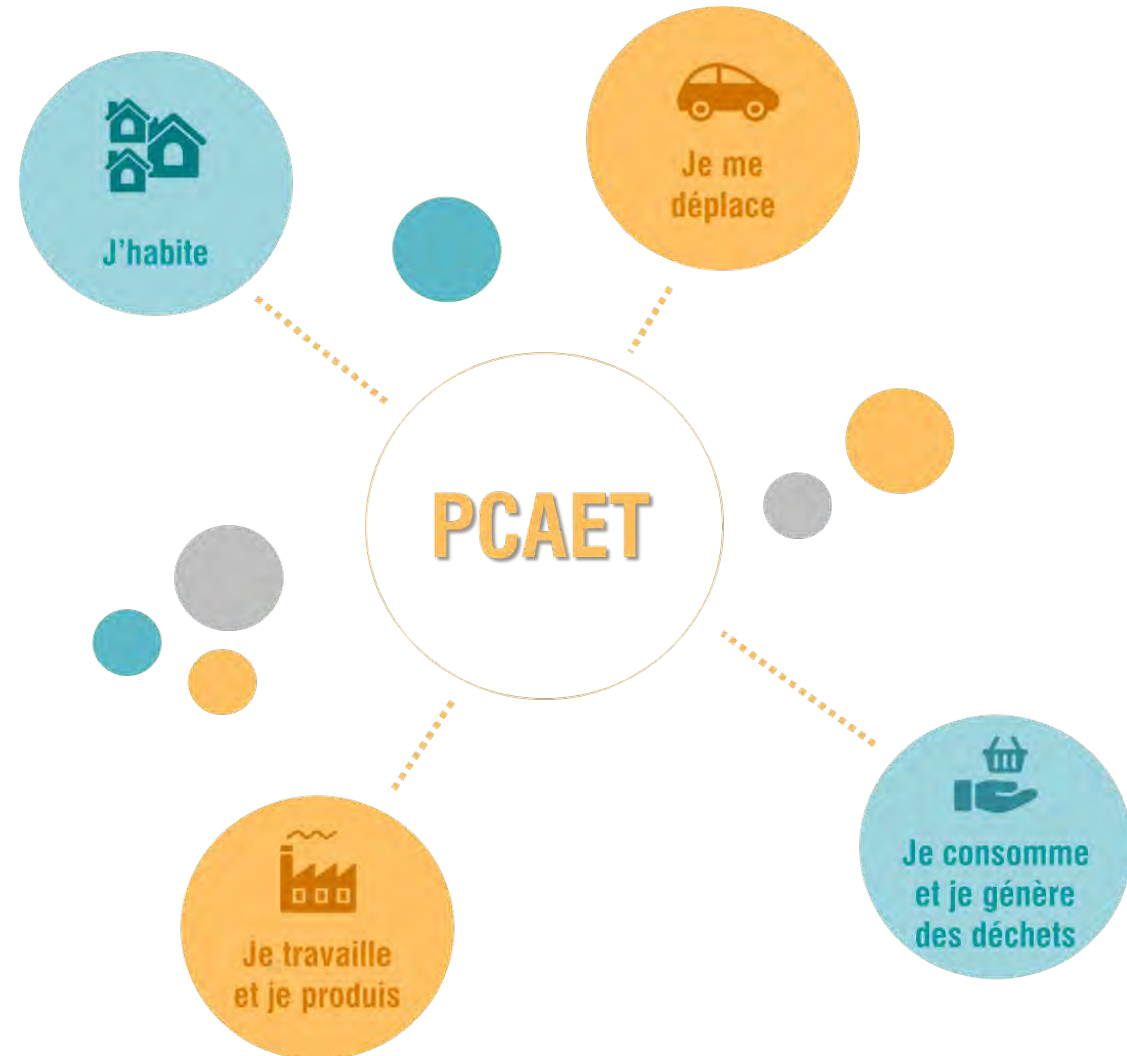 J'habite
Je me
déplace
PCAET
Je consomme
et je génère
des déchets
Je travaille
et je produis